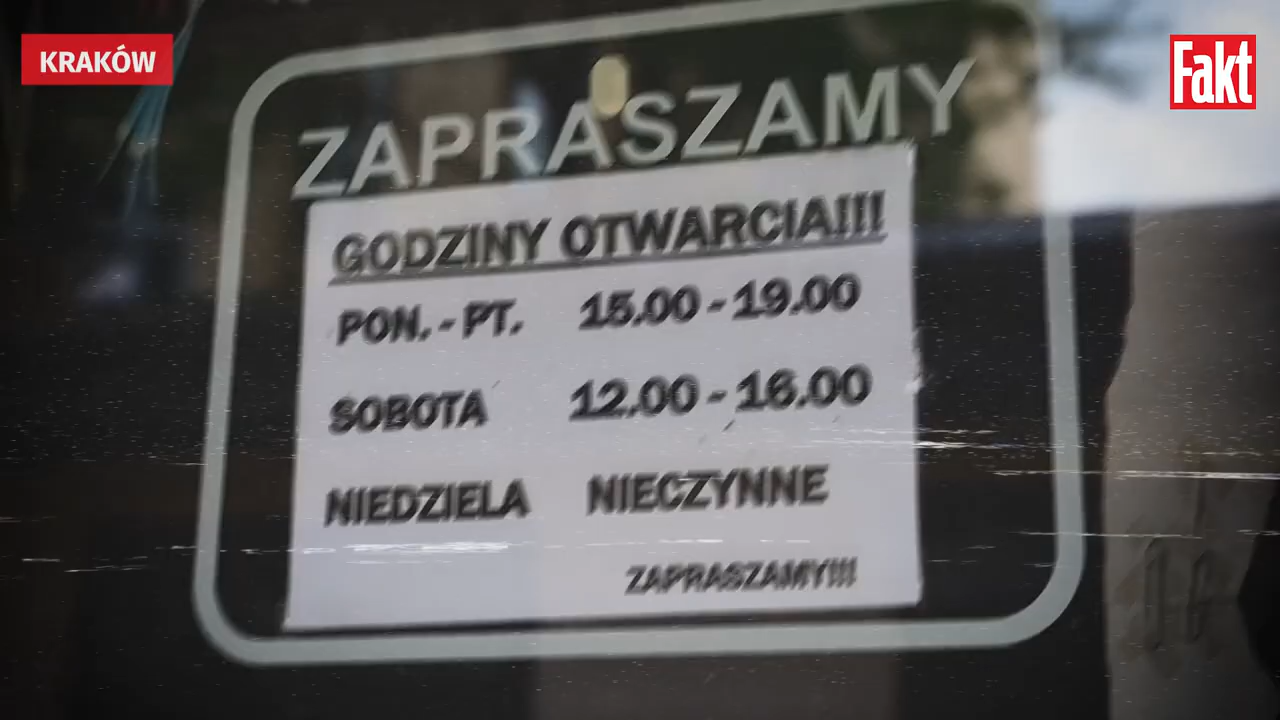 KRAKÓW
Fakt
ZAPRASZAMY
GODZINY OTWARCIA!!!
PON. - PT. 15.00 - 19.00
SOBOTA 12.00 - 16.00
NIEDZIELA NIECZYNNE
ZAPRASZAMY!!!